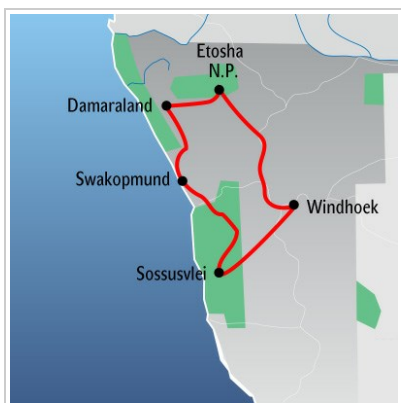 Etosha
N.P.
Damaraland
Swakopmund
Windhoek
Sossusvlei